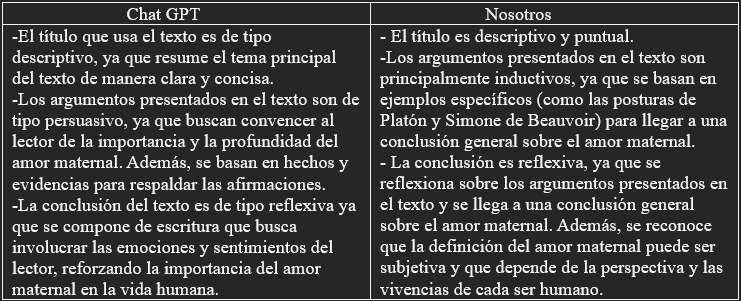 Chat GPT
-El título que usa el texto es de tipo
descriptivo, ya que resume el tema principal
del texto de manera clara y concisa.
-Los argumentos presentados en el texto son de
tipo persuasivo, ya que buscan convencer al
lector de la importancia y la profundidad del
amor maternal. Además, se basan en hechos y
evidencias para respaldar las afirmaciones.
-La conclusión del texto es de tipo reflexiva ya
que se compone de escritura que busca
involucrar las emociones y sentimientos del
lector, reforzando la importancia del amor
maternal en la vida humana.
Nosotros
- El título es descriptivo y puntual.
-Los argumentos presentados en el texto son
principalmente inductivos, ya que se basan en
ejemplos específicos (como las posturas de
Platón y Simone de Beauvoir) para llegar a una
conclusión general sobre el amor maternal.
- La conclusión es reflexiva, ya que se
reflexiona sobre los argumentos presentados en
el texto y se llega a una conclusión general
sobre el amor maternal. Además, se reconoce
que la definición del amor maternal puede ser
subjetiva y que depende de la perspectiva y las
vivencias de cada ser humano.